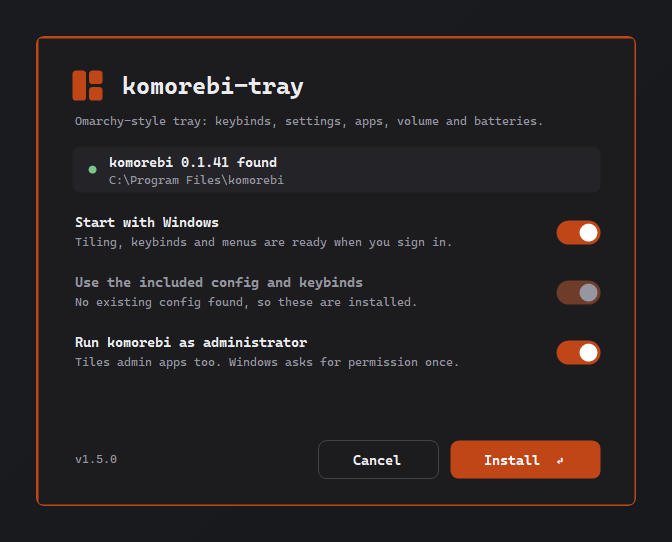 komorebi-tray
Omarchy-style tray: keybinds, settings, apps, volume and batteries.
komorebi 0.1.41 found
C:\Program Files\komorebi
Start with Windows
Tiling, keybinds and menus are ready when you sign in.
Use the included config and keybinds
No existing config found, so these are installed.
Run komorebi as administrator
Tiles admin apps too. Windows asks for permission once.
v1.5.0
Cancel
Install ↵